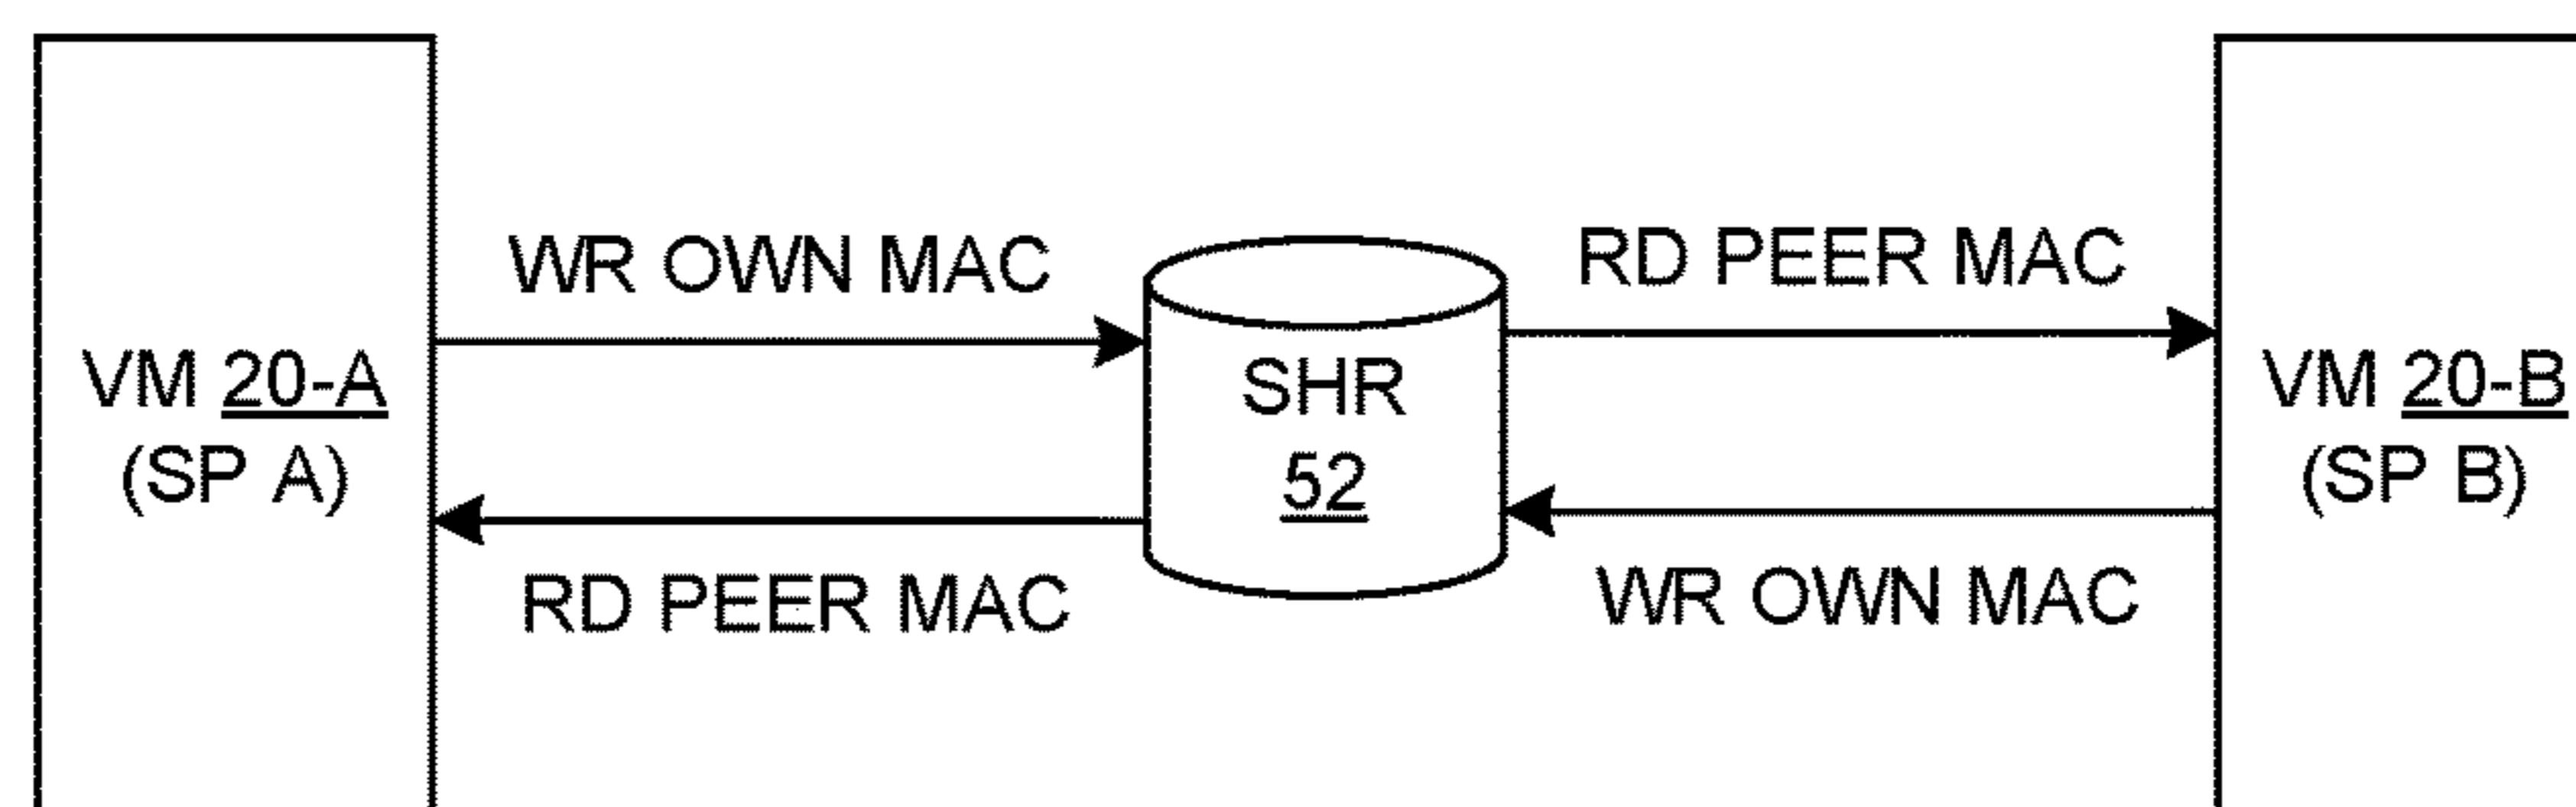 WR OWN MAC
RD PEER MAC
VM 20-A
(SP A)
SHR
52
VM 20-B
(SP B)
RD PEER MAC
WR OWN MAC